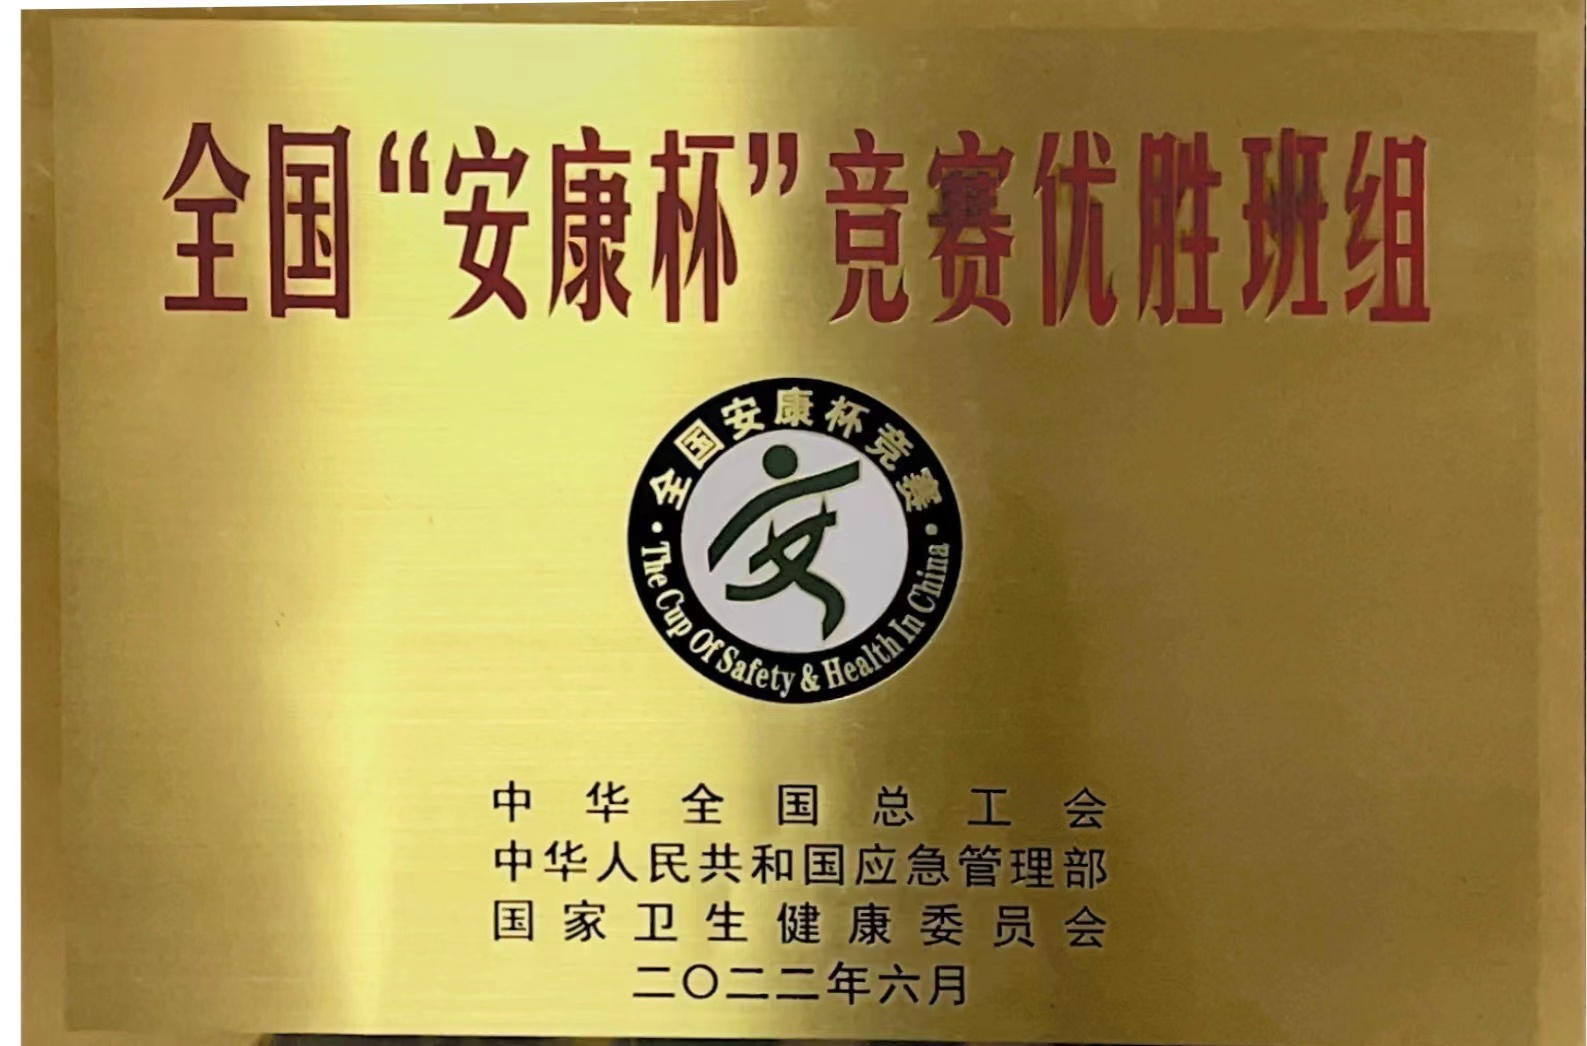 全国“安康杯”竞赛优胜班组
·全国安康杯竞赛·
The Cup Of Safety & Health In China
中华全国总工会
中华人民共和国应急管理部
国家卫生健康委员会
二〇二二年六月